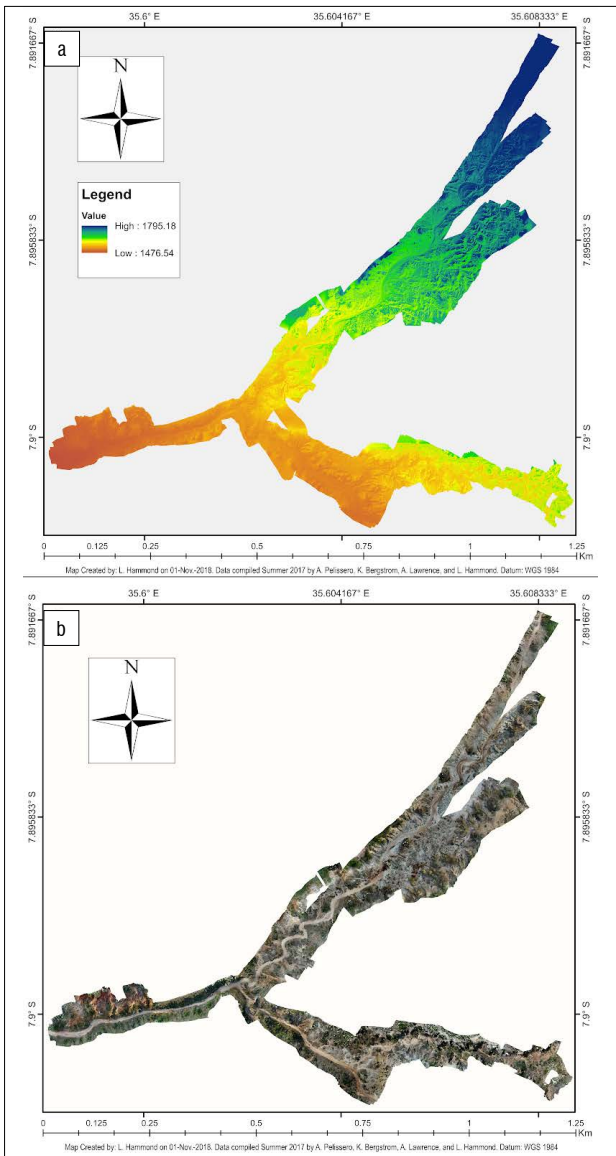 35.6° E 35.604167° E 35.608333° E
a
7.891667° S 7.891667° S
N
Legend
Value
High : 1795.18
Low : 1476.54
7.895833° S 7.895833° S
7.9° S 7.9° S
0 0.125 0.25 0.5 0.75 1 1.25
Km
Map Created by: L. Hammond on 01-Nov.-2018. Data compiled Summer 2017 by A. Pelissero, K. Bergstrom, A. Lawrence, and L. Hammond. Datum: WGS 1984
35.6° E 35.604167° E 35.608333° E
b
7.891667° S 7.891667° S
N
7.895833° S 7.895833° S
7.9° S 7.9° S
0 0.125 0.25 0.5 0.75 1 1.25
Km
Map Created by: L. Hammond on 01-Nov.-2018. Data compiled Summer 2017 by A. Pelissero, K. Bergstrom, A. Lawrence, and L. Hammond. Datum: WGS 1984